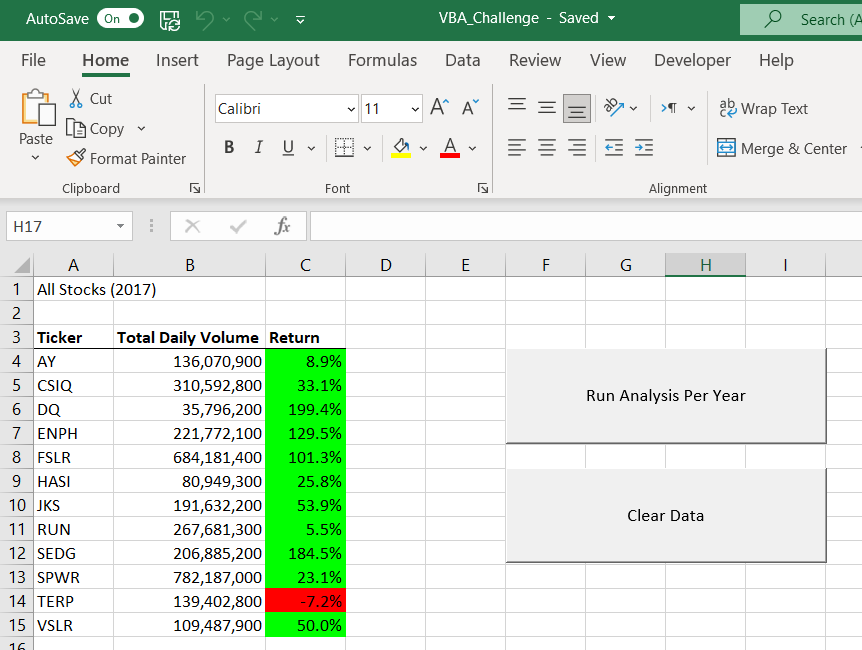 AutoSave On VBA_Challenge - Saved Search (A
File Home Insert Page Layout Formulas Data Review View Developer Help
Paste
Cut
Copy
Format Painter
Clipboard
Calibri 11 A A
B I U A
Font
ab Wrap Text
Merge & Center
Alignment
H17 fx
A B C D E F G H I
1 All Stocks (2017)
2
3 Ticker Total Daily Volume Return
4 AY 136,070,900 8.9%
5 CSIQ 310,592,800 33.1%
6 DQ 35,796,200 199.4%
7 ENPH 221,772,100 129.5%
8 FSLR 684,181,400 101.3%
9 HASI 80,949,300 25.8%
10 JKS 191,632,200 53.9%
11 RUN 267,681,300 5.5%
12 SEDG 206,885,200 184.5%
13 SPWR 782,187,000 23.1%
14 TERP 139,402,800 -7.2%
15 VSLR 109,487,900 50.0%
16
Run Analysis Per Year
Clear Data